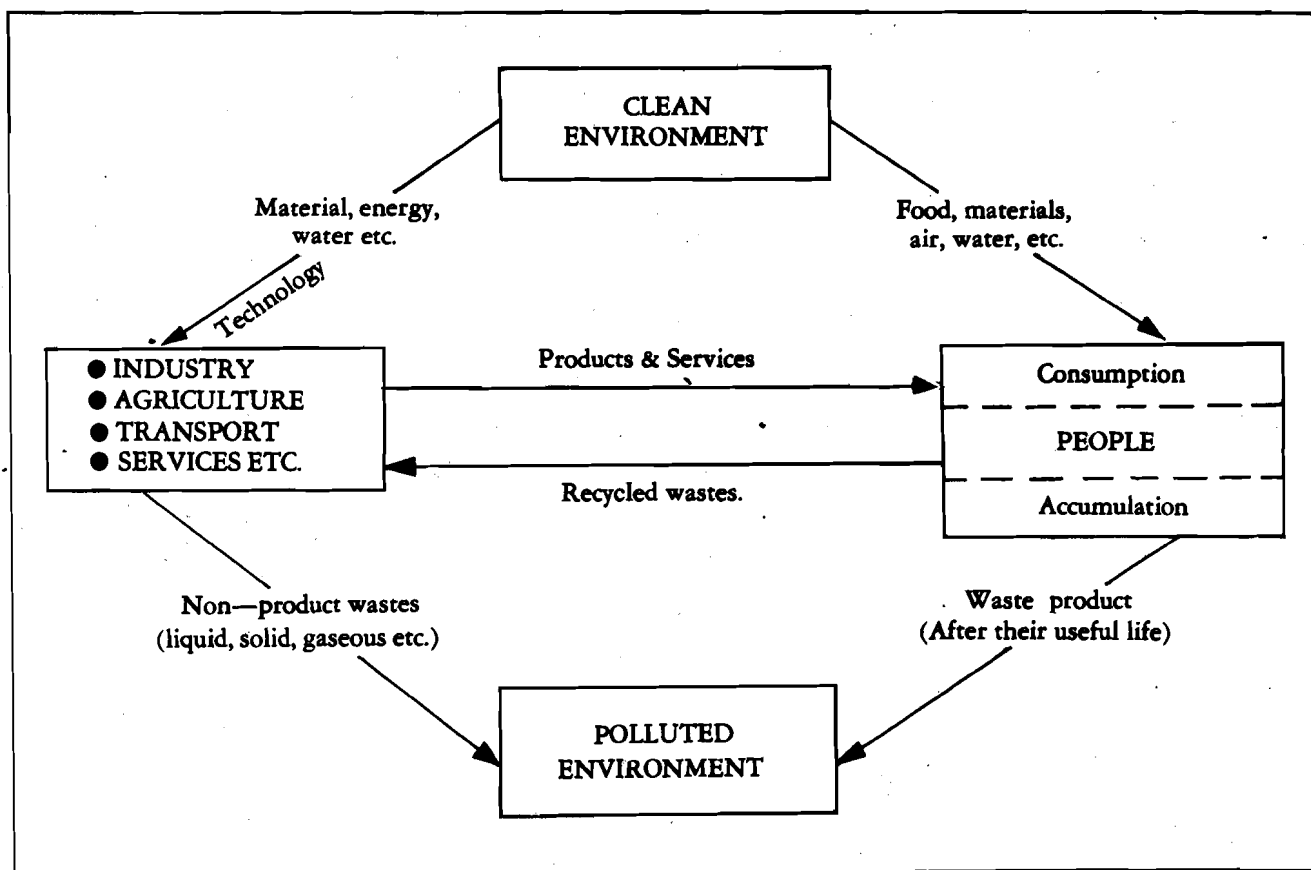 CLEAN
ENVIRONMENT
Material, energy,
water etc.
Food, materials,
air, water, etc.
Technology
● INDUSTRY
● AGRICULTURE
● TRANSPORT
● SERVICES ETC.
Products & Services
Consumption
PEOPLE
Accumulation
Recycled wastes.
Non—product wastes
(liquid, solid, gaseous etc.)
Waste product
(After their useful life)
POLLUTED
ENVIRONMENT